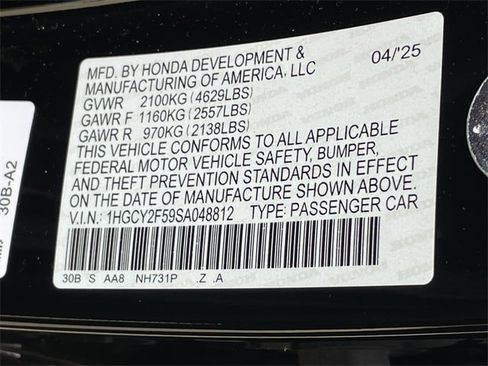 MFD. BY HONDA DEVELOPMENT & 04/'25
MANUFACTURING OF AMERICA, LLC
GVWR 2100KG (4629LBS)
GAWR F 1160KG (2557LBS)
GAWR R 970KG (2138LBS)
THIS VEHICLE CONFORMS TO ALL APPLICABLE
FEDERAL MOTOR VEHICLE SAFETY, BUMPER,
AND THEFT PREVENTION STANDARDS IN EFFECT
ON THE DATE OF MANUFACTURE SHOWN ABOVE.
V.I.N.: 1HGCY2F59SA048812 TYPE: PASSENGER CAR
30B S AA8 NH731P .Z .A
30B-A2